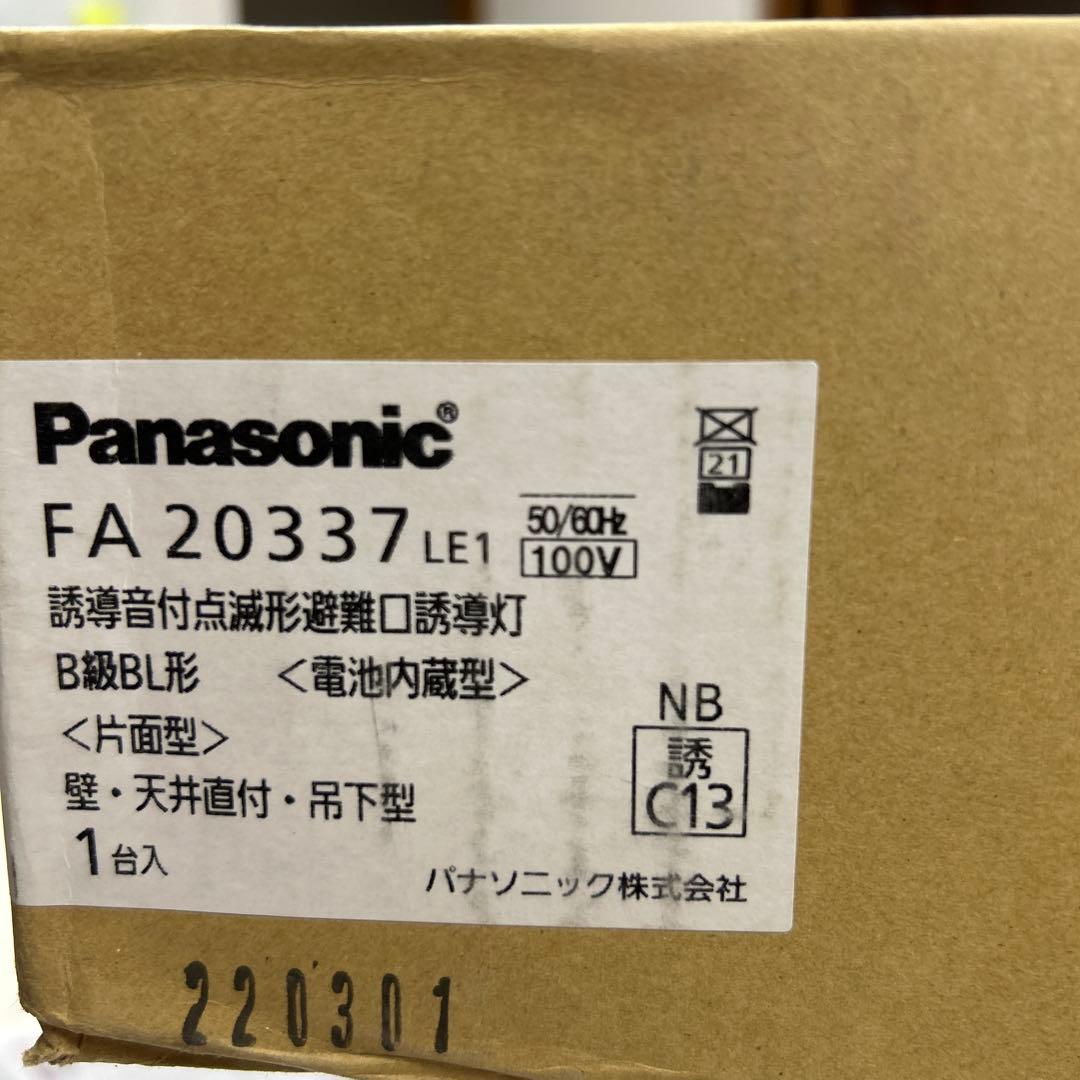 Panasonic®
21
FA20337 LE1
50/60Hz
100V
誘導音付点滅形避難口誘導灯
B級BL形 <電池内蔵型>
<片面型>
壁・天井直付・吊下型
1台入
NB
誘
C13
パナソニック株式会社
220301